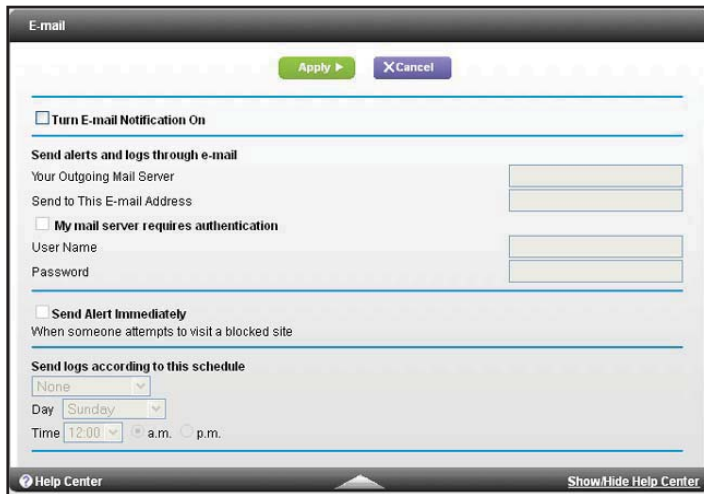 E-mail
Apply
Cancel
Turn E-mail Notification On
Send alerts and logs through e-mail
Your Outgoing Mail Server
Send to This E-mail Address
My mail server requires authentication
User Name
Password
Send Alert Immediately
When someone attempts to visit a blocked site
Send logs according to this schedule
None
Day Sunday
Time 12:00 a.m. p.m.
Help Center Show/Hide Help Center